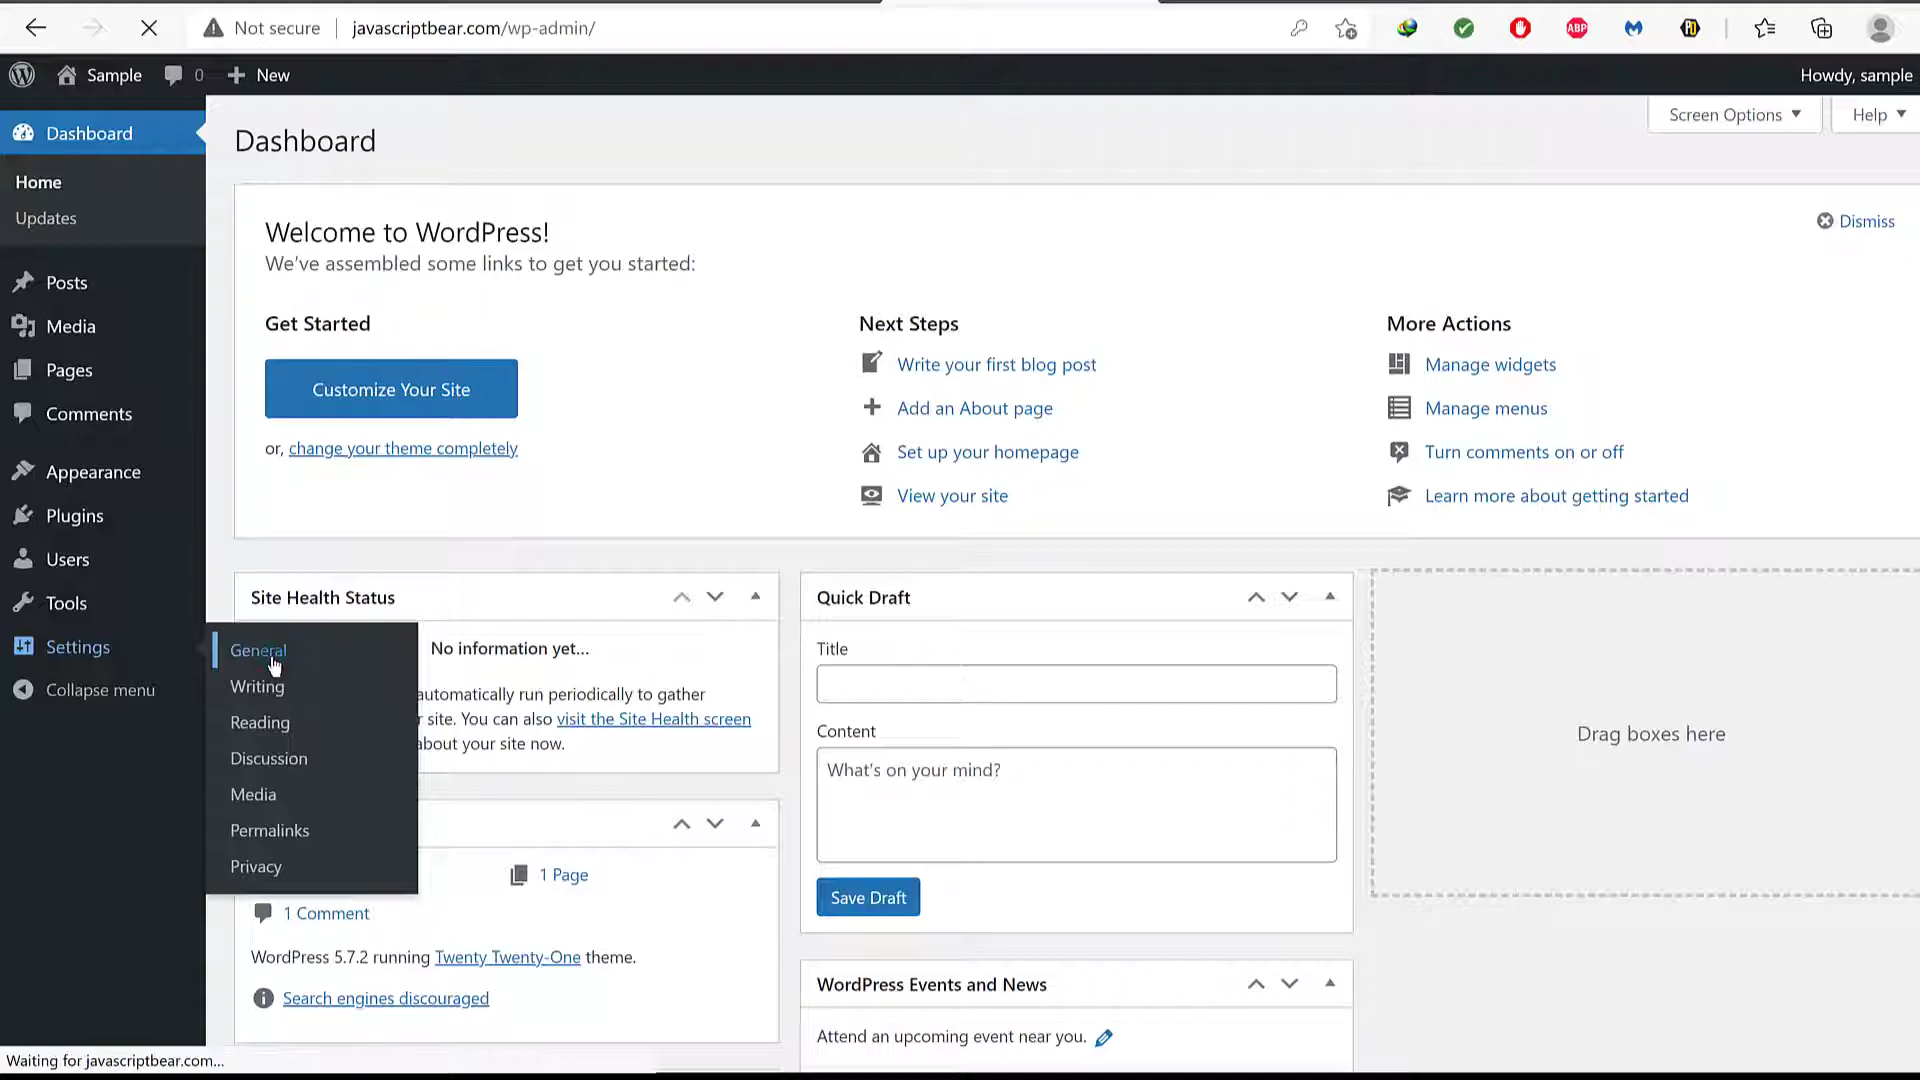 Not secure javascriptbear.com/wp-admin/
ABP
Sample 0 New Howdy, sample
Dashboard
Home
Updates
Posts
Media
Pages
Comments
Appearance
Plugins
Users
Tools
Settings
Collapse menu
General
Writing
Reading
Discussion
Media
Permalinks
Privacy
Screen Options Help
Dashboard
Welcome to WordPress!
Dismiss
We've assembled some links to get you started:
Get Started
Customize Your Site
or, change your theme completely
Next Steps
Write your first blog post
Add an About page
Set up your homepage
View your site
More Actions
Manage widgets
Manage menus
Turn comments on or off
Learn more about getting started
Site Health Status
No information yet...
automatically run periodically to gather
site. You can also visit the Site Health screen
about your site now.
1 Page
1 Comment
WordPress 5.7.2 running Twenty Twenty-One theme.
Search engines discouraged
Quick Draft
Title
Content
What's on your mind?
Save Draft
WordPress Events and News
Attend an upcoming event near you.
Drag boxes here
Waiting for javascriptbear.com...